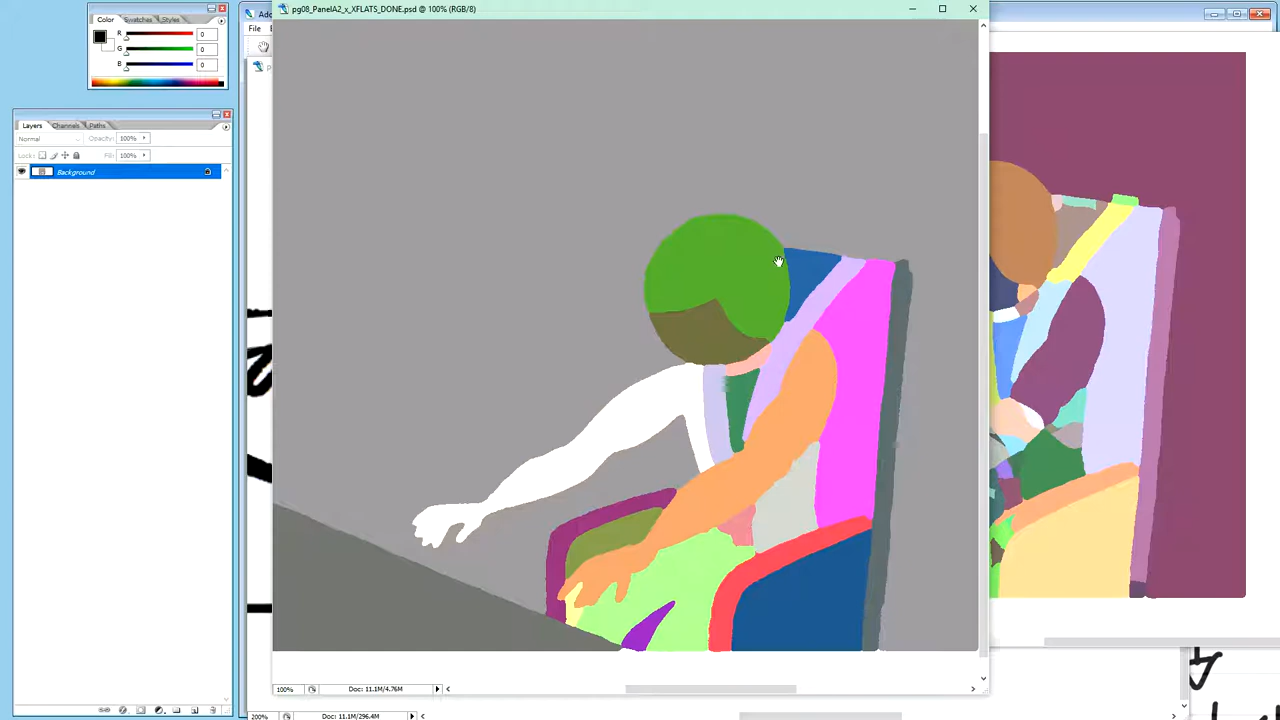 pg08_PanelA2_x_XFLATS_DONE.psd @ 100% (RGB/8)
Color Swatches Styles
R 0
G 0
B 0
Ado
File
Layers Channels Paths
Normal Opacity: 100%
Lock: Fill: 100%
Background
100% Doc: 11.1M/4.76M
200% Doc: 11.1M/296.4M